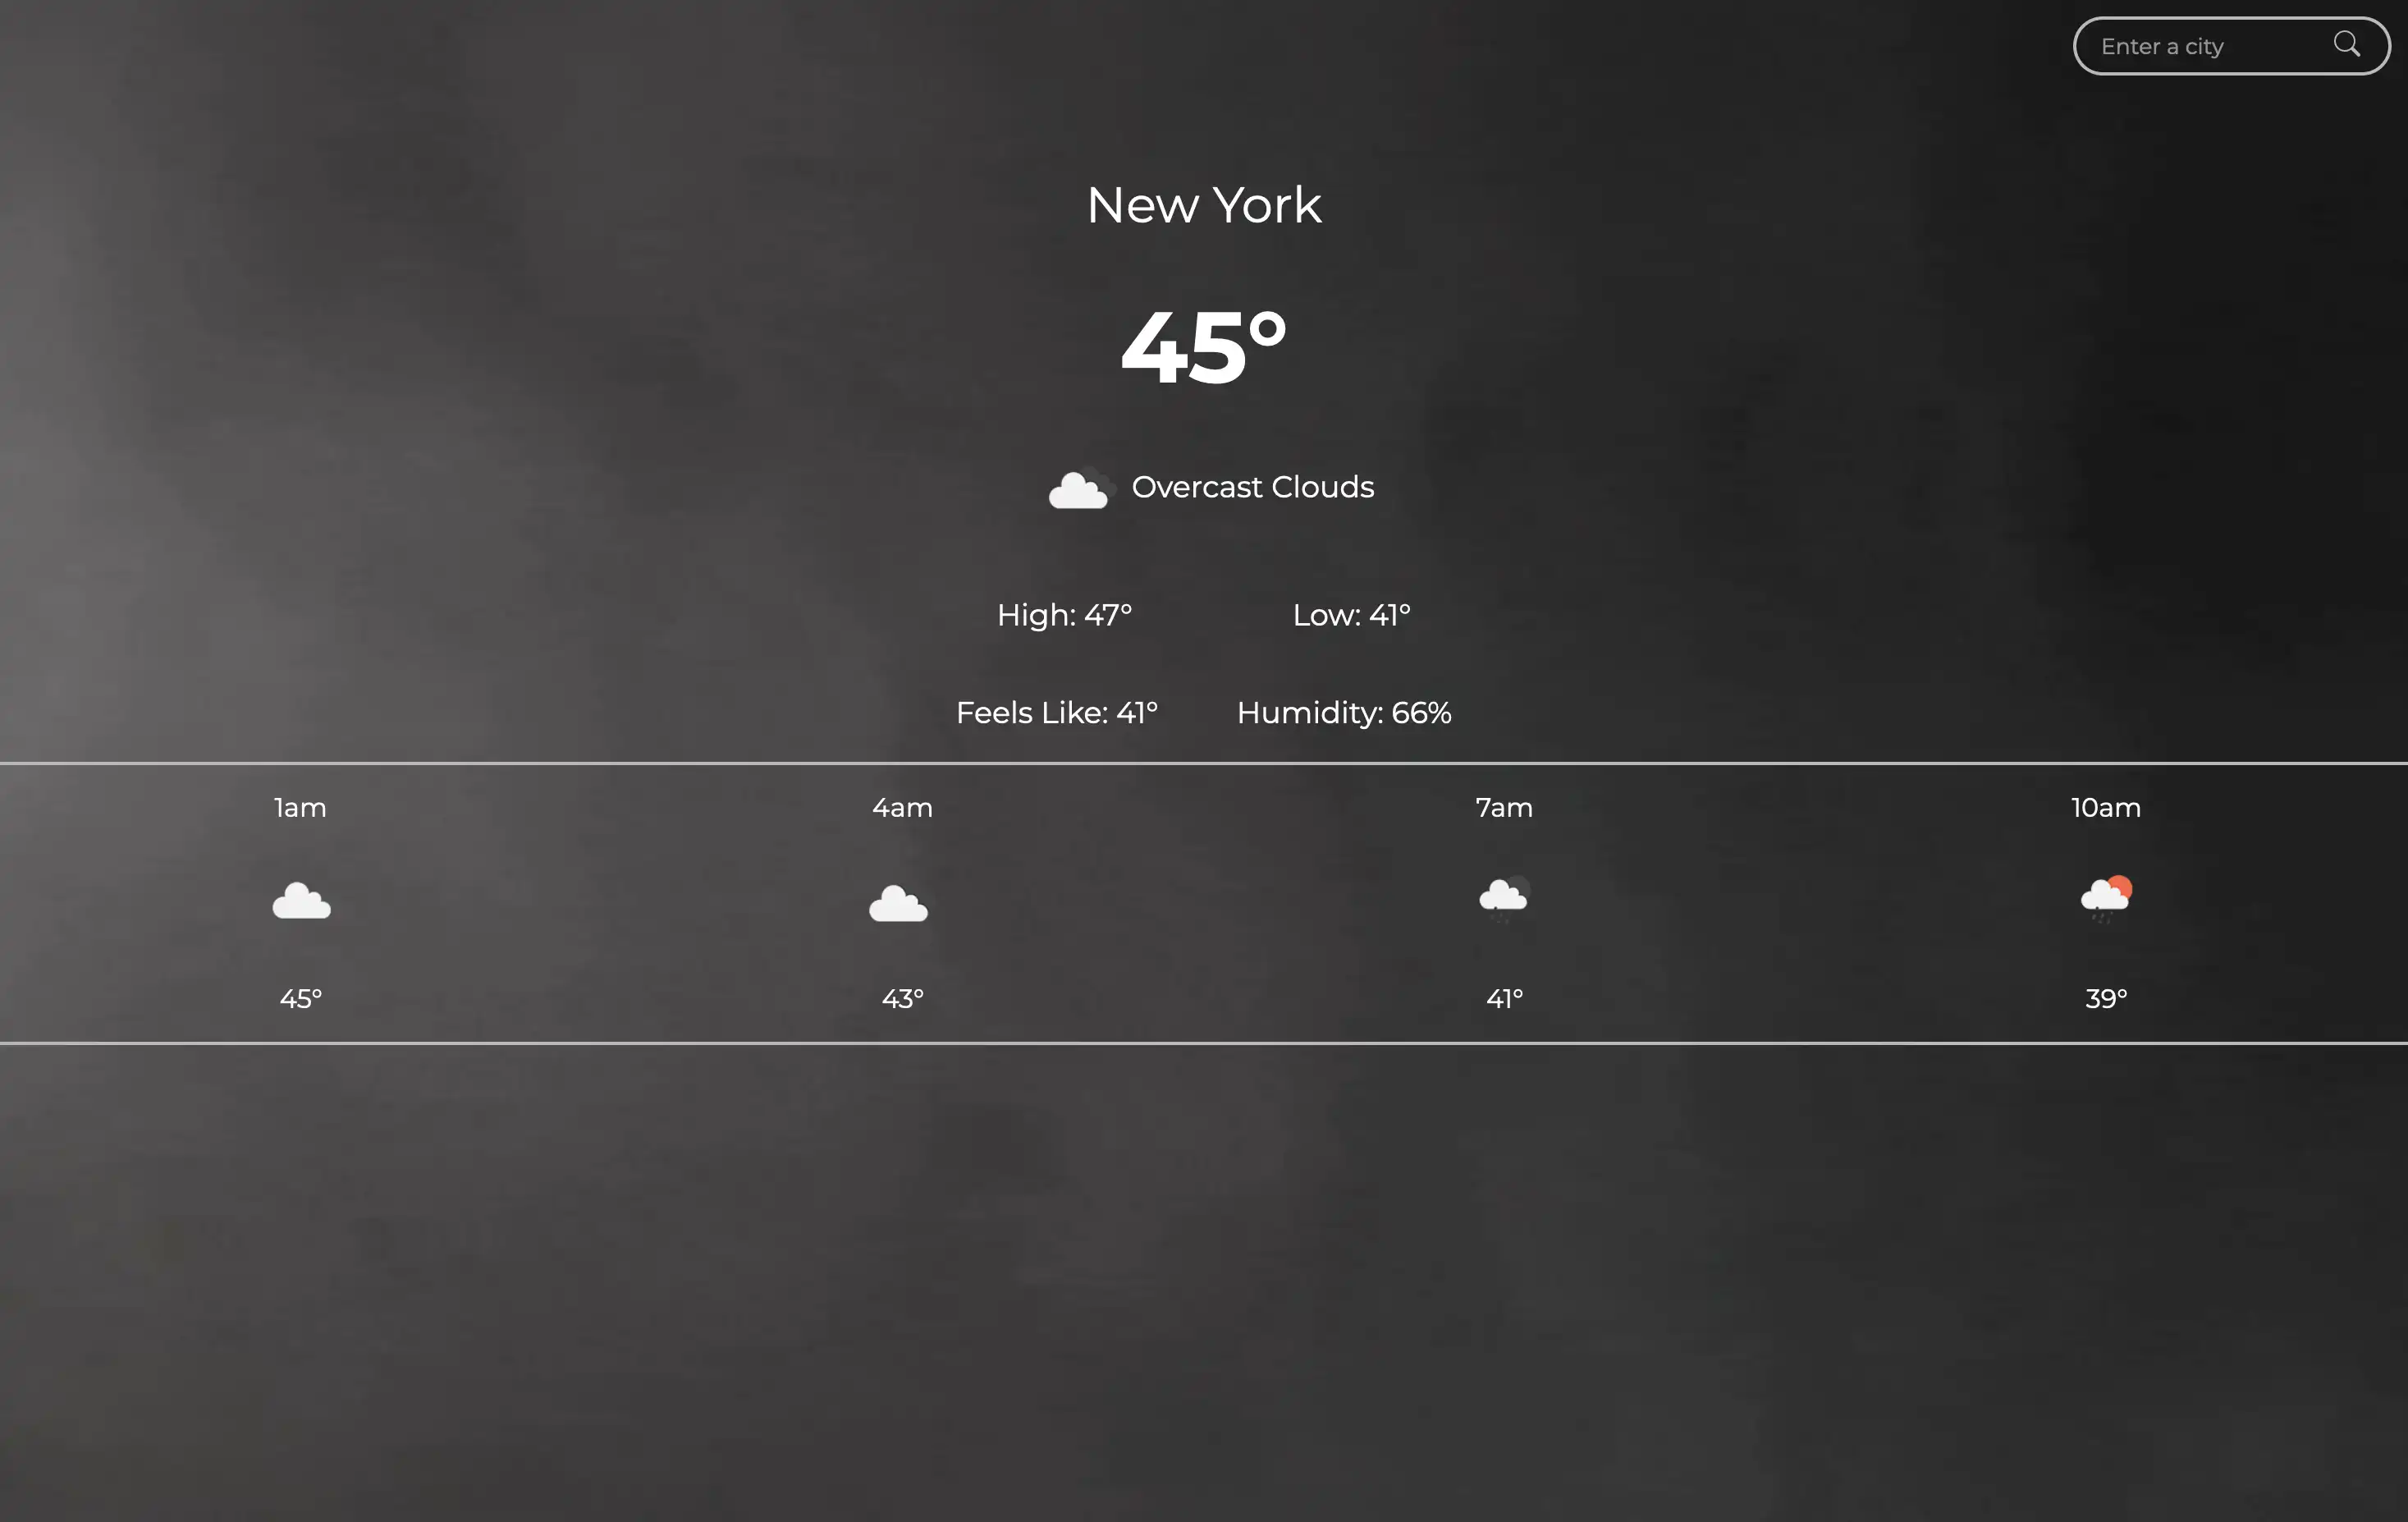 Enter a city
New York
45°
Overcast Clouds
High: 47° Low: 41°
Feels Like: 41° Humidity: 66%
1am 4am 7am 10am
45° 43° 41° 39°